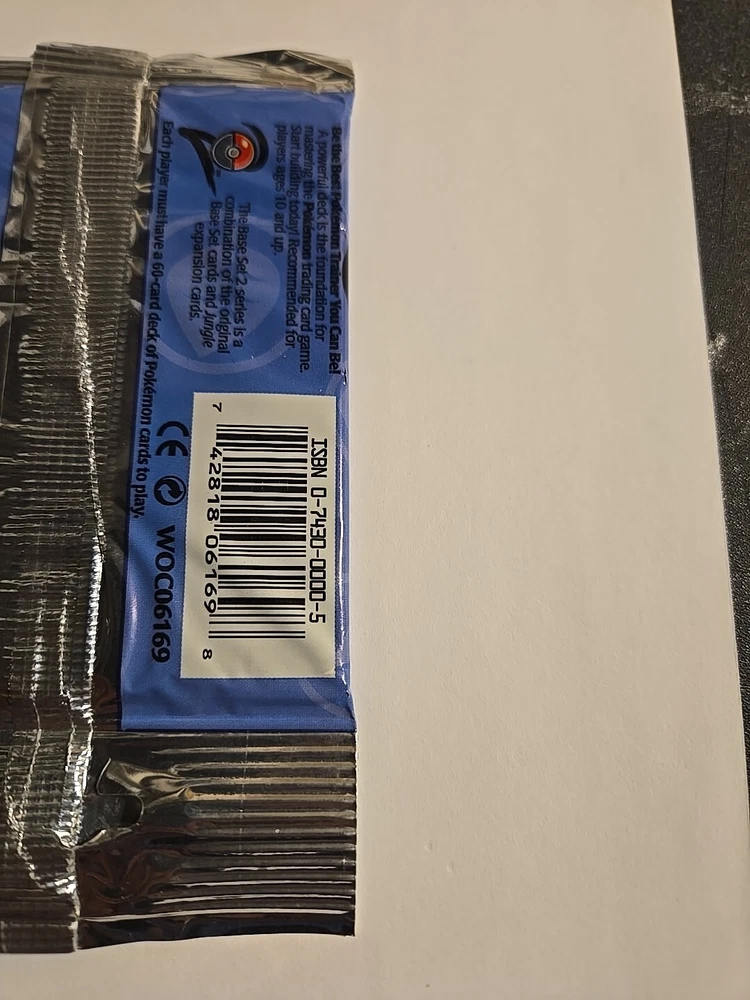 Be the Best Pokémon Trainer You Can Be!
A powerful deck is the foundation for
mastering the Pokémon trading card game.
Start building today! Recommended for
players ages 10 and up.
The Base Set 2 series is a
combination of the original
Base Set cards and Jungle
expansion cards.
Each player must have a 60-card deck of Pokémon cards to play.
ISBN 0-7430-0000-5
7 42818 06169 8
CE WOC06169